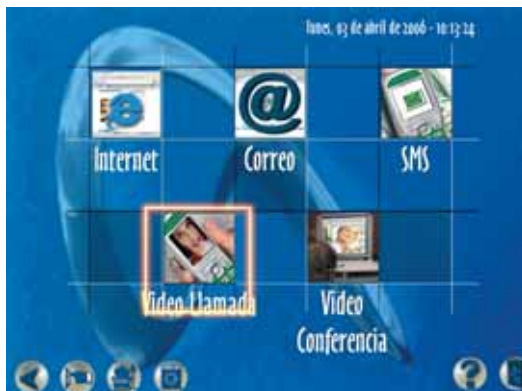 lunes, 03 de abril de 2006 - 10:13:24
Internet
Correo
SMS
Video Llamada
Video
Conferencia
?